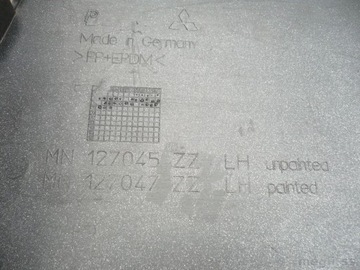 Made in Germany
>PP+EPDM<
MN 127045 ZZ LH unpainted
MN 127047 ZZ LH painted